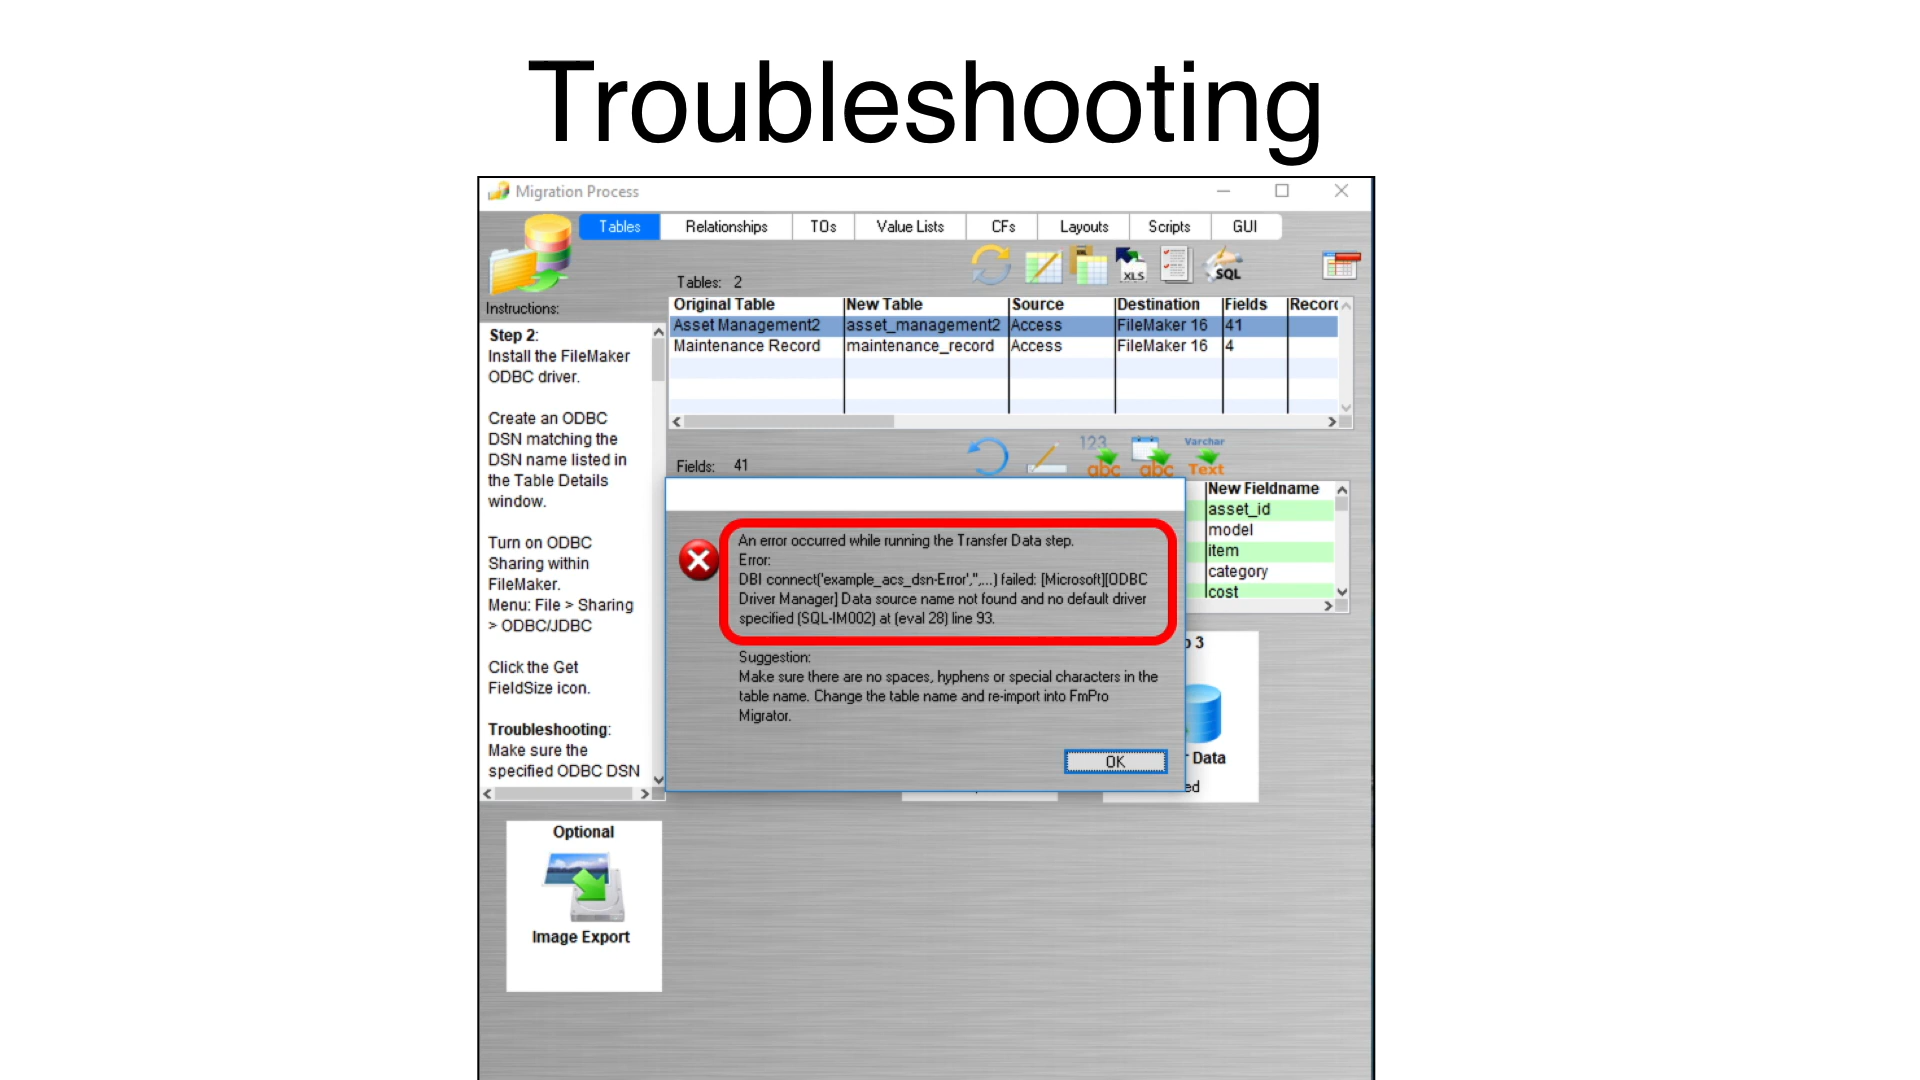 Troubleshooting
Migration Process
Tables Relationships TOs Value Lists CFs Layouts Scripts GUI
XLS SQL
Tables: 2
Instructions:
Original Table New Table Source Destination Fields Record
Asset Management2 asset_management2 Access FileMaker 16 41
Maintenance Record maintenance_record Access FileMaker 16 4
Step 2:
Install the FileMaker
ODBC driver.
Create an ODBC
DSN matching the
DSN name listed in
the Table Details
window.
Turn on ODBC
Sharing within
FileMaker.
Menu: File > Sharing
> ODBC/JDBC
Click the Get
FieldSize icon.
Troubleshooting:
Make sure the
specified ODBC DSN
Fields: 41
123 abc
abc
Varchar Text
New Fieldname
asset_id
model
item
category
cost
An error occurred while running the Transfer Data step.
Error:
DBI connect('example_acs_dsn-Error','',...) failed: [Microsoft][ODBC
Driver Manager] Data source name not found and no default driver
specified (SQL-IM002) at (eval 28) line 93.
Suggestion:
Make sure there are no spaces, hyphens or special characters in the
table name. Change the table name and re-import into FmPro
Migrator.
OK
3
Data
ed
Optional
Image Export